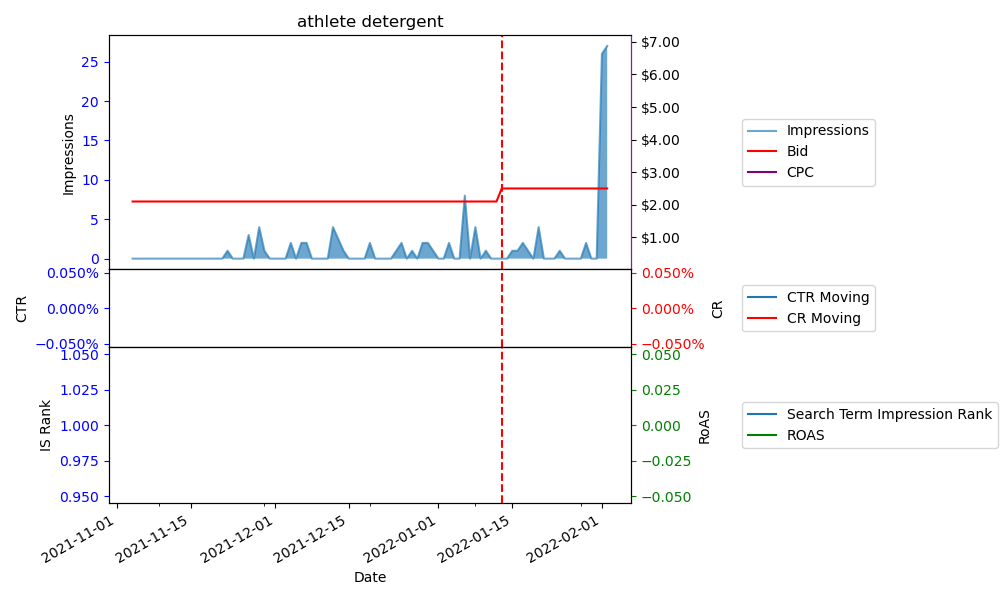 athlete detergent
Impressions
25
20
15
10
5
0
$7.00
$6.00
$5.00
$4.00
$3.00
$2.00
$1.00
Impressions
Bid
CPC
CTR
0.050%
0.000%
−0.050%
0.050%
0.000%
−0.050%
CR
CTR Moving
CR Moving
IS Rank
1.050
1.025
1.000
0.975
0.950
0.050
0.025
0.000
−0.025
−0.050
RoAS
Search Term Impression Rank
ROAS
2021-11-01
2021-11-15
2021-12-01
2021-12-15
2022-01-01
2022-01-15
2022-02-01
Date